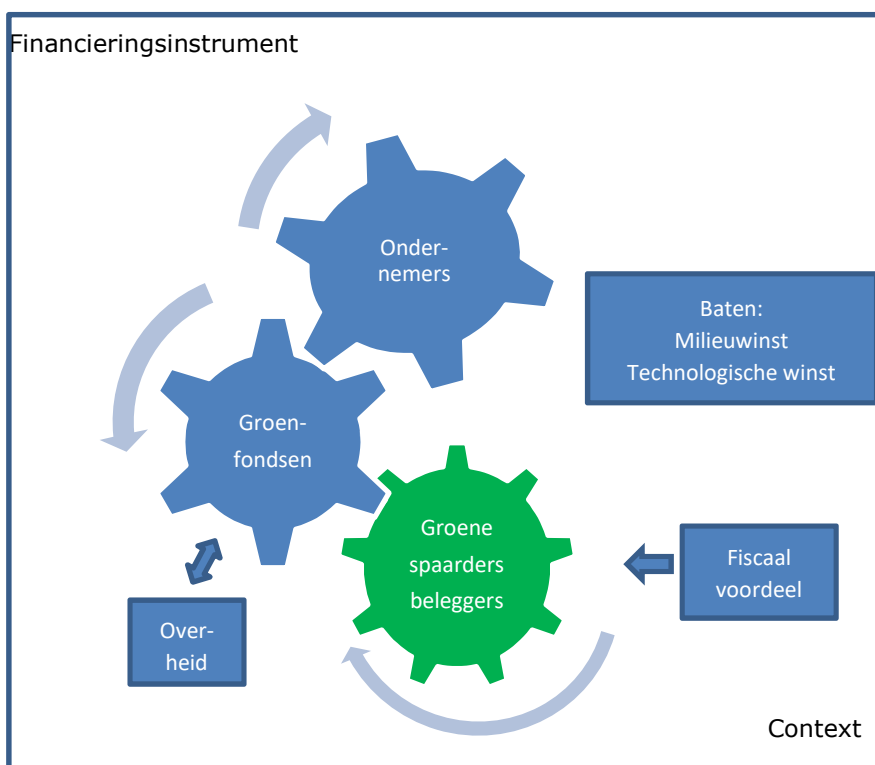 Financieringsinstrument
Onder-
nemers
Baten:
Milieuwinst
Technologische winst
Groen-
fondsen
Groene
spaarders
beleggers
Fiscaal
voordeel
Over-
heid
Context